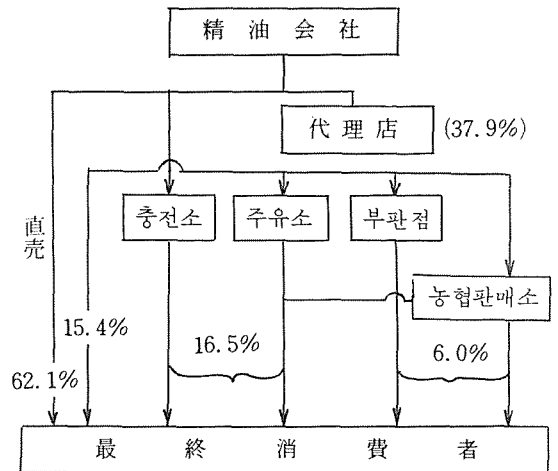 精油会社
代理店 (37.9%)
충전소 주유소 부판점
直売
농협판매소
15.4%
16.5% 6.0%
62.1%
最終消費者